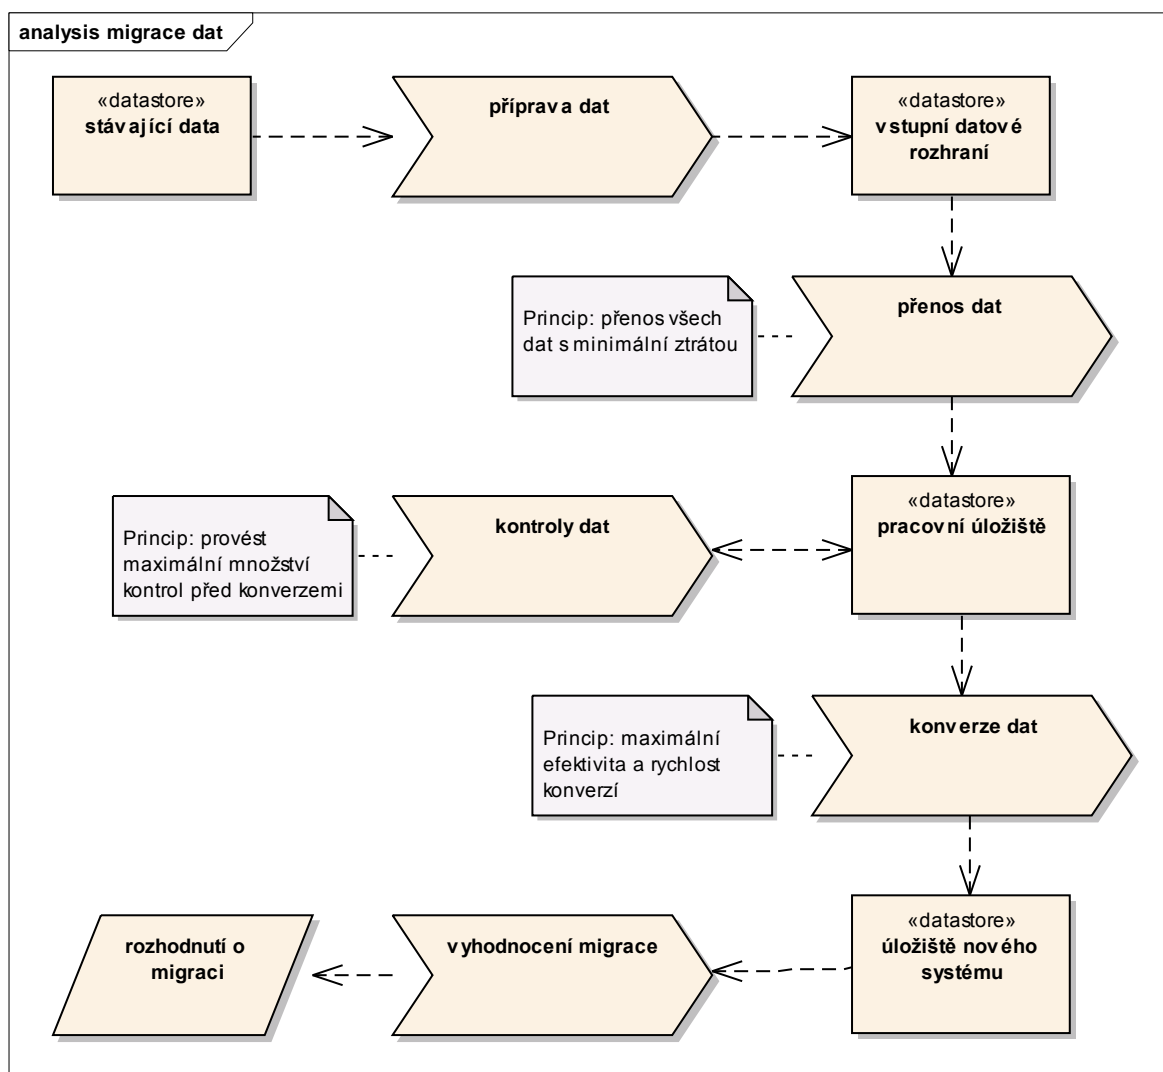 analysis migrace dat
«datastore»
stávající data
příprava dat
«datastore»
vstupní datové
rozhraní
Princip: přenos všech
dat s minimální ztrátou
přenos dat
Princip: provést
maximální množství
kontrol před konverzemi
kontroly dat
«datastore»
pracovní úložiště
Princip: maximální
efektivita a rychlost
konverzí
konverze dat
rozhodnutí o
migraci
vyhodnocení migrace
«datastore»
úložiště nového
systému